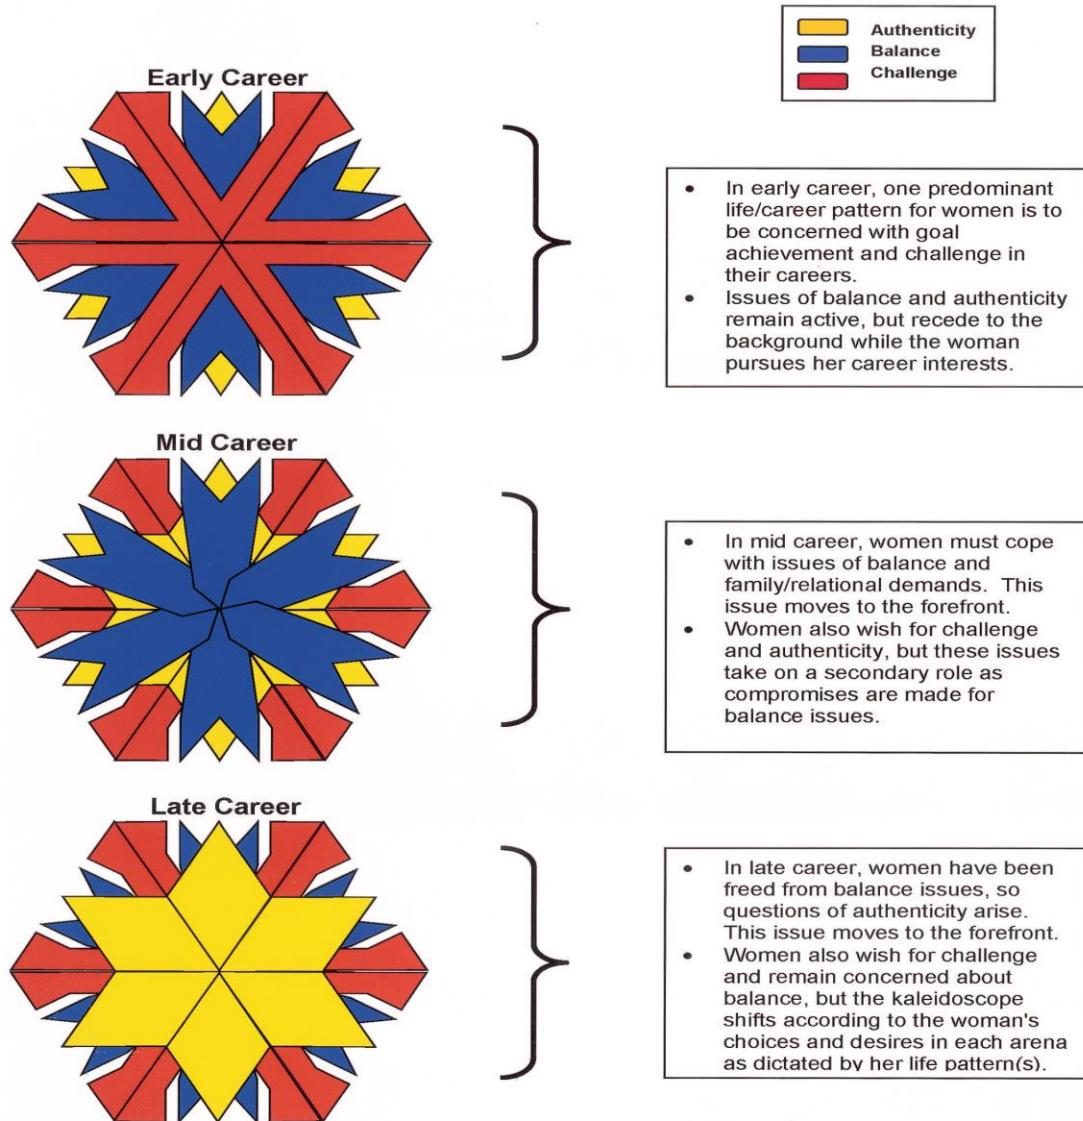 Authenticity
Balance
Challenge
Early Career
• In early career, one predominant
life/career pattern for women is to
be concerned with goal
achievement and challenge in
their careers.
• Issues of balance and authenticity
remain active, but recede to the
background while the woman
pursues her career interests.
Mid Career
• In mid career, women must cope
with issues of balance and
family/relational demands. This
issue moves to the forefront.
• Women also wish for challenge
and authenticity, but these issues
take on a secondary role as
compromises are made for
balance issues.
Late Career
• In late career, women have been
freed from balance issues, so
questions of authenticity arise.
This issue moves to the forefront.
• Women also wish for challenge
and remain concerned about
balance, but the kaleidoscope
shifts according to the woman's
choices and desires in each arena
as dictated by her life pattern(s).